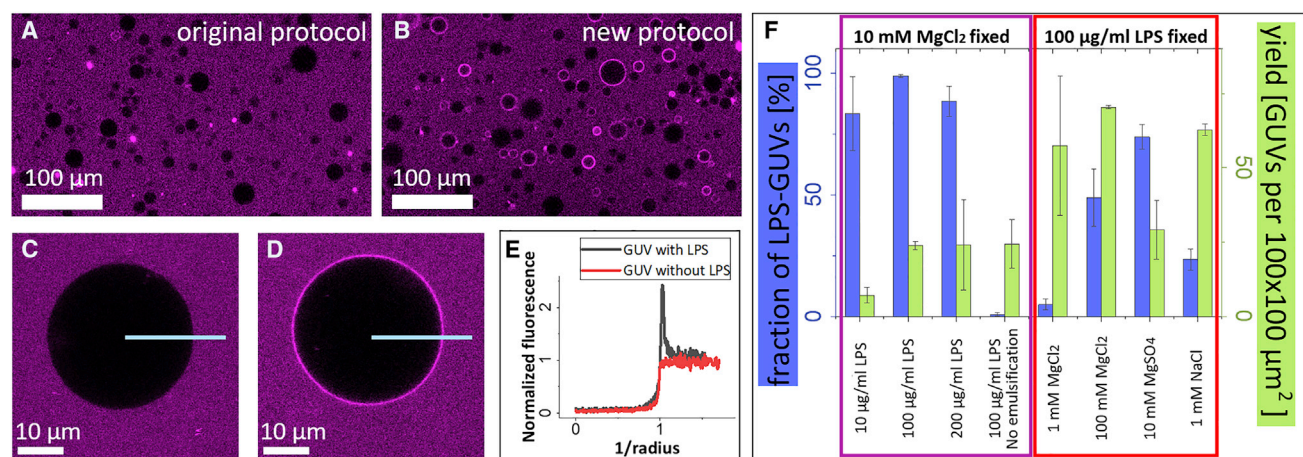 A
original protocol
100 µm
B
new protocol
100 µm
C
10 µm
D
10 µm
E
GUV with LPS
GUV without LPS
Normalized fluorescence
2
1
0
0
1
1/radius
F
10 mM MgCl2 fixed
100 µg/ml LPS fixed
fraction of LPS-GUVs [%]
100
50
0
50
0
yield [GUVs per 100x100 µm2 ]
10 µg/ml LPS
100 µg/ml LPS
200 µg/ml LPS
100 µg/ml LPS
No emulsification
1 mM MgCl2
100 mM MgCl2
10 mM MgSO4
1 mM NaCl